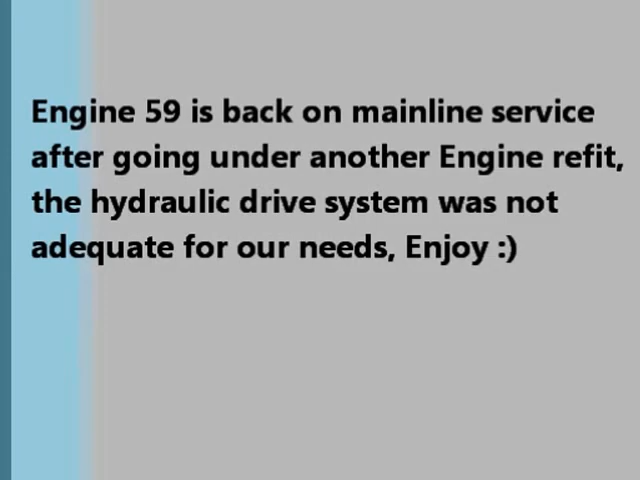 Engine 59 is back on mainline service
after going under another Engine refit,
the hydraulic drive system was not
adequate for our needs, Enjoy :)